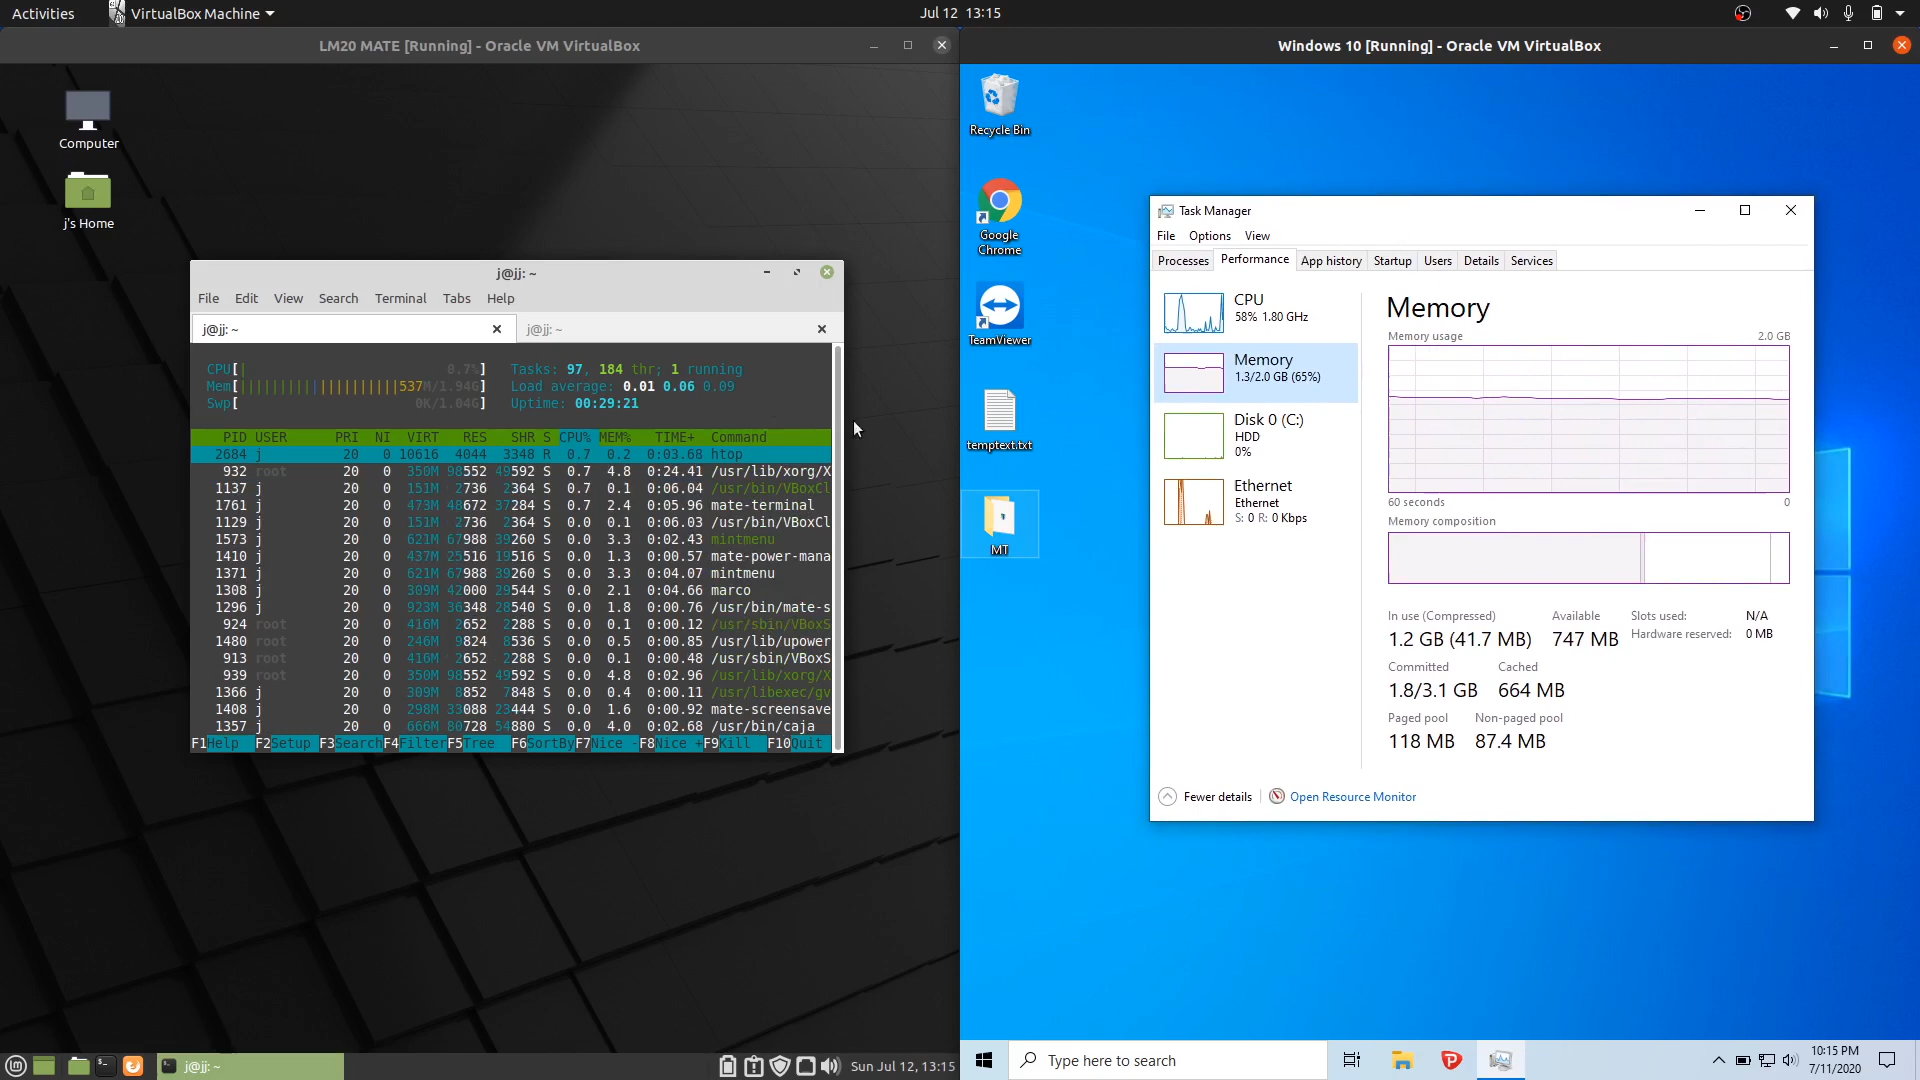 Activities
VirtualBox Machine
Jul 12 13:15
LM20 MATE [Running] - Oracle VM VirtualBox
Computer
j's Home
j@jj: ~
File Edit View Search Terminal Tabs Help
j@jj: ~
j@jj: ~
CPU[| 0.7%] Tasks: 97, 184 thr; 1 running
Mem[||||||||||||||||||||537M/1.94G] Load average: 0.01 0.06 0.09
Swp[ 0K/1.04G] Uptime: 00:29:21
PID USER PRI NI VIRT RES SHR S CPU% MEM% TIME+ Command
2684 j 20 0 10616 4044 3348 R 0.7 0.2 0:03.68 htop
932 root 20 0 350M 98552 49592 S 0.7 4.8 0:24.41 /usr/lib/xorg/X
1137 j 20 0 151M 2736 2364 S 0.7 0.1 0:06.04 /usr/bin/VBoxCl
1761 j 20 0 473M 48672 37284 S 0.7 2.4 0:05.96 mate-terminal
1129 j 20 0 151M 2736 2364 S 0.0 0.1 0:06.03 /usr/bin/VBoxCl
1573 j 20 0 621M 67988 39260 S 0.0 3.3 0:02.43 mintmenu
1410 j 20 0 437M 25516 19516 S 0.0 1.3 0:00.57 mate-power-mana
1371 j 20 0 621M 67988 39260 S 0.0 3.3 0:04.07 mintmenu
1308 j 20 0 309M 42000 29544 S 0.0 2.1 0:04.66 marco
1296 j 20 0 923M 36348 28540 S 0.0 1.8 0:00.76 /usr/bin/mate-s
924 root 20 0 416M 2652 2288 S 0.0 0.1 0:00.12 /usr/sbin/VBoxS
1480 root 20 0 246M 9824 8536 S 0.0 0.5 0:00.85 /usr/lib/upower
913 root 20 0 416M 2652 2288 S 0.0 0.1 0:00.48 /usr/sbin/VBoxS
939 root 20 0 350M 98552 49592 S 0.0 4.8 0:02.96 /usr/lib/xorg/X
1366 j 20 0 309M 8852 7848 S 0.0 0.4 0:00.11 /usr/libexec/gv
1408 j 20 0 298M 33088 23444 S 0.0 1.6 0:00.92 mate-screensave
1357 j 20 0 666M 80728 54880 S 0.0 4.0 0:02.68 /usr/bin/caja
F1Help F2Setup F3SearchF4FilterF5Tree F6SortByF7Nice -F8Nice +F9Kill F10Quit
j@jj: ~
Sun Jul 12, 13:15
Windows 10 [Running] - Oracle VM VirtualBox
Recycle Bin
Google
Chrome
TeamViewer
temptext.txt
MT
Task Manager
File Options View
Processes Performance App history Startup Users Details Services
CPU
58% 1.80 GHz
Memory
1.3/2.0 GB (65%)
Disk 0 (C:)
HDD
0%
Ethernet
Ethernet
S: 0 R: 0 Kbps
Memory
Memory usage 2.0 GB
60 seconds 0
Memory composition
In use (Compressed) Available Slots used: N/A
1.2 GB (41.7 MB) 747 MB Hardware reserved: 0 MB
Committed Cached
1.8/3.1 GB 664 MB
Paged pool Non-paged pool
118 MB 87.4 MB
Fewer details Open Resource Monitor
Type here to search
10:15 PM
7/11/2020